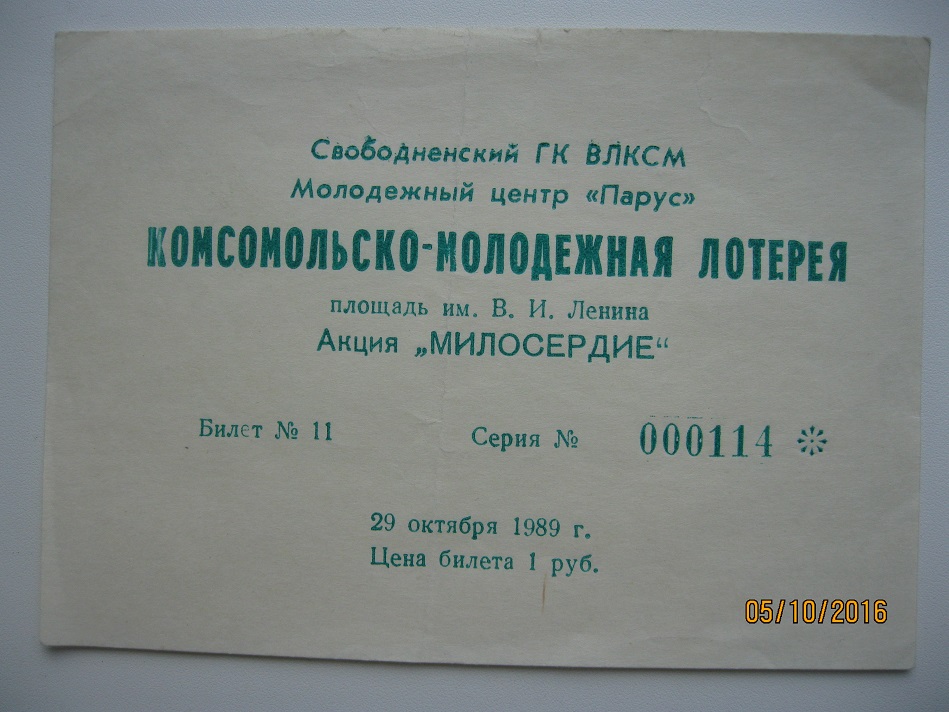 Свободненский ГК ВЛКСМ
Молодежный центр «Парус»
КОМСОМОЛЬСКО-МОЛОДЕЖНАЯ ЛОТЕРЕЯ
площадь им. В. И. Ленина
Акция „МИЛОСЕРДИЕ“
Билет № 11 Серия № 000114 *
29 октября 1989 г.
Цена билета 1 руб.
05/10/2016